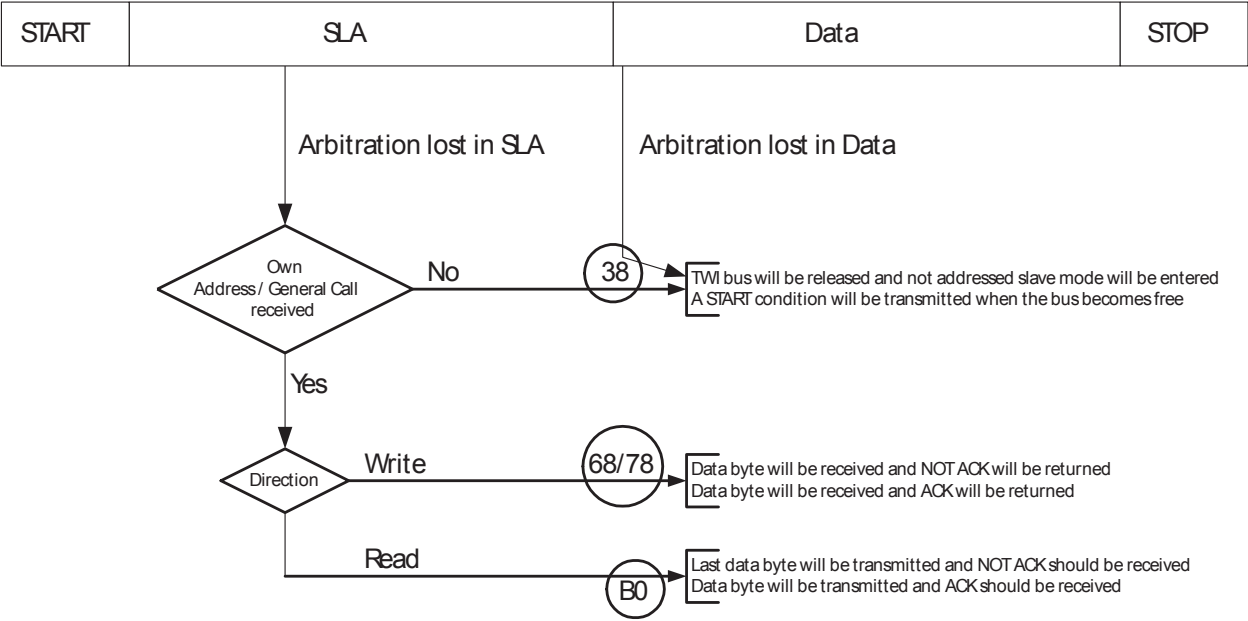 START SLA Data STOP
Arbitration lost in SLA Arbitration lost in Data
Own
Address / General Call
received
No
38
TWI bus will be released and not addressed slave mode will be entered
A START condition will be transmitted when the bus becomes free
Yes
Direction
Write
68/78
Data byte will be received and NOT ACK will be returned
Data byte will be received and ACK will be returned
Read
B0
Last data byte will be transmitted and NOT ACK should be received
Data byte will be transmitted and ACK should be received